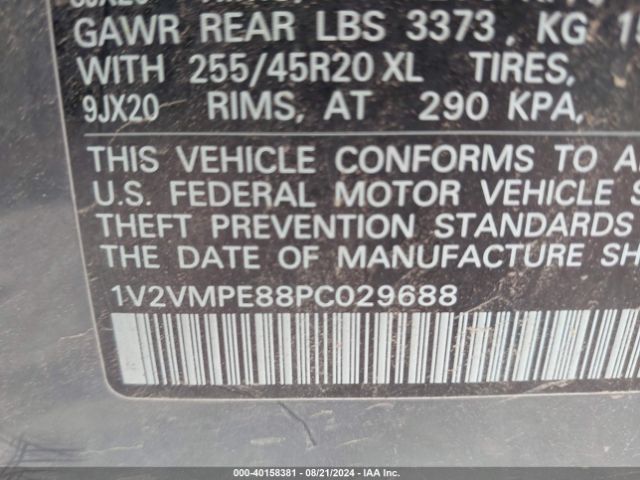 GAWR REAR LBS 3373, KG 15
WITH 255/45R20 XL TIRES,
9JX20 RIMS, AT 290 KPA,
THIS VEHICLE CONFORMS TO A
U.S. FEDERAL MOTOR VEHICLE S
THEFT PREVENTION STANDARDS
THE DATE OF MANUFACTURE SH
1V2VMPE88PC029688
000-40158381 - 08/21/2024 - IAA Inc.